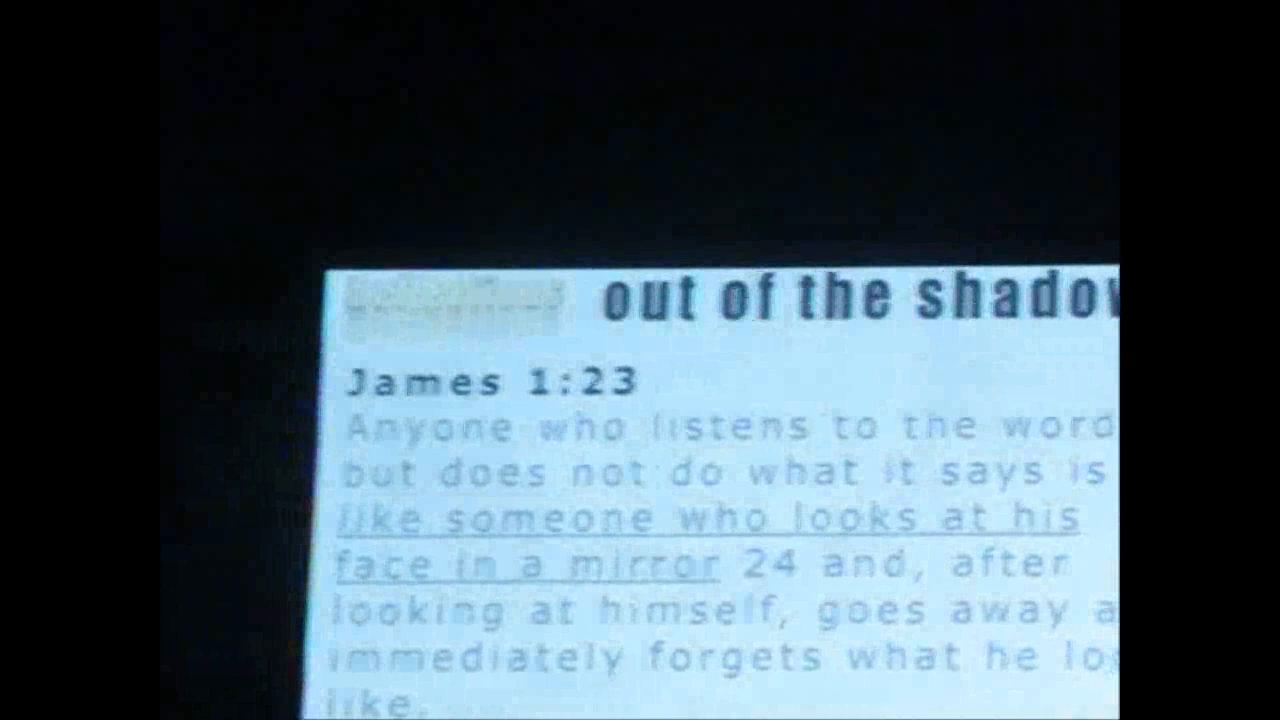 out of the shadow
James 1:23
Anyone who listens to the word
but does not do what it says is
like someone who looks at his
face in a mirror 24 and, after
looking at himself, goes away a
immediately forgets what he loo
like.